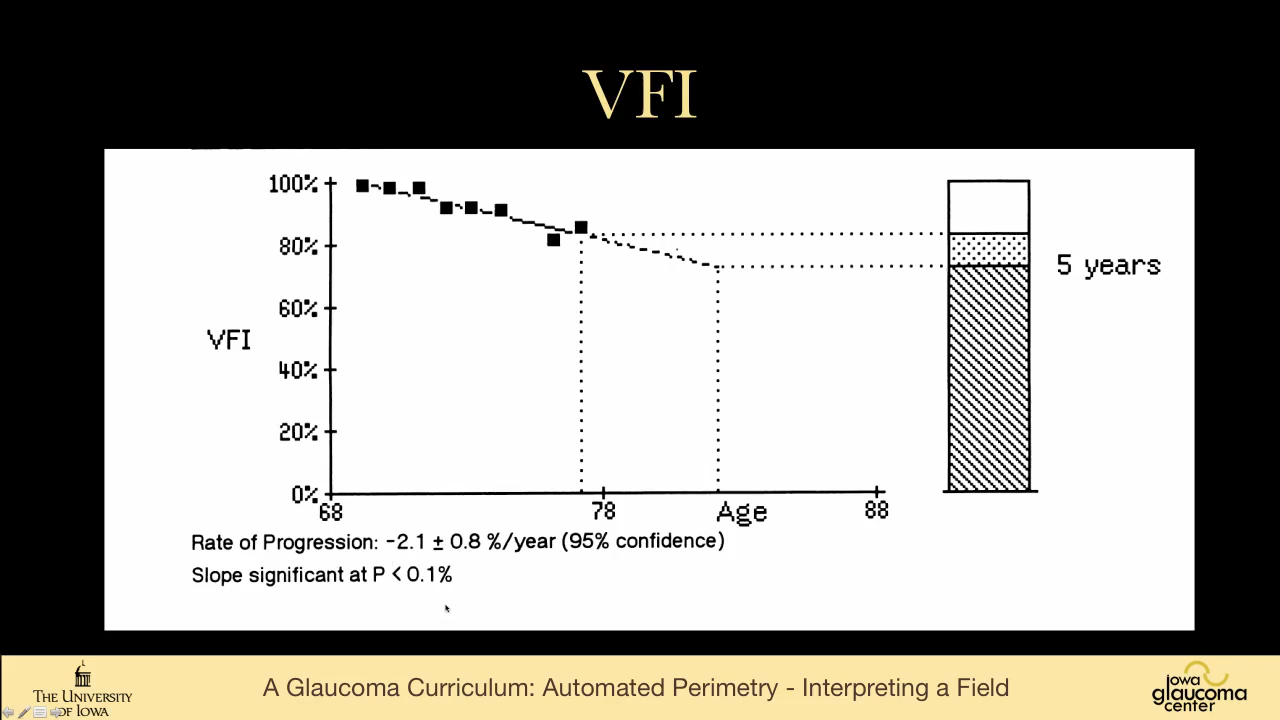 VFI
100%
80%
60%
VFI
40%
20%
0%
68
78
Age
88
5 years
Rate of Progression: -2.1 ± 0.8 %/year (95% confidence)
Slope significant at P < 0.1%
THE UNIVERSITY
OF IOWA
A Glaucoma Curriculum: Automated Perimetry - Interpreting a Field
iowa
glaucoma
center